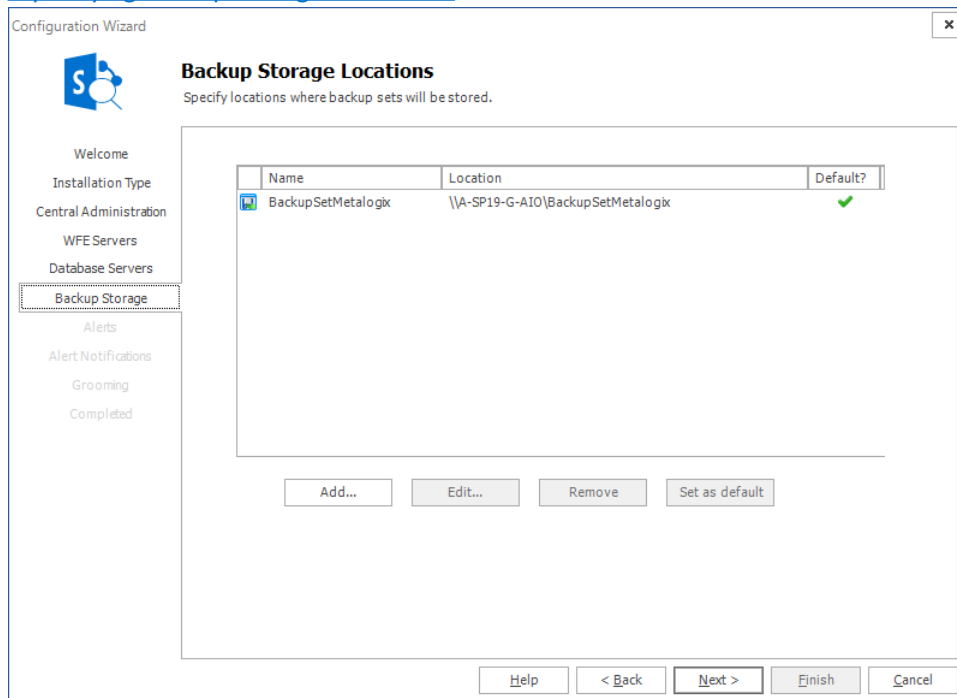 Configuration Wizard
Backup Storage Locations
Specify locations where backup sets will be stored.
Welcome
Installation Type
Central Administration
WFE Servers
Database Servers
Backup Storage
Alerts
Alert Notifications
Grooming
Completed
Name Location Default?
BackupSetMetalogix \\A-SP19-G-AIO\BackupSetMetalogix
Add... Edit... Remove Set as default
Help < Back Next > Finish Cancel